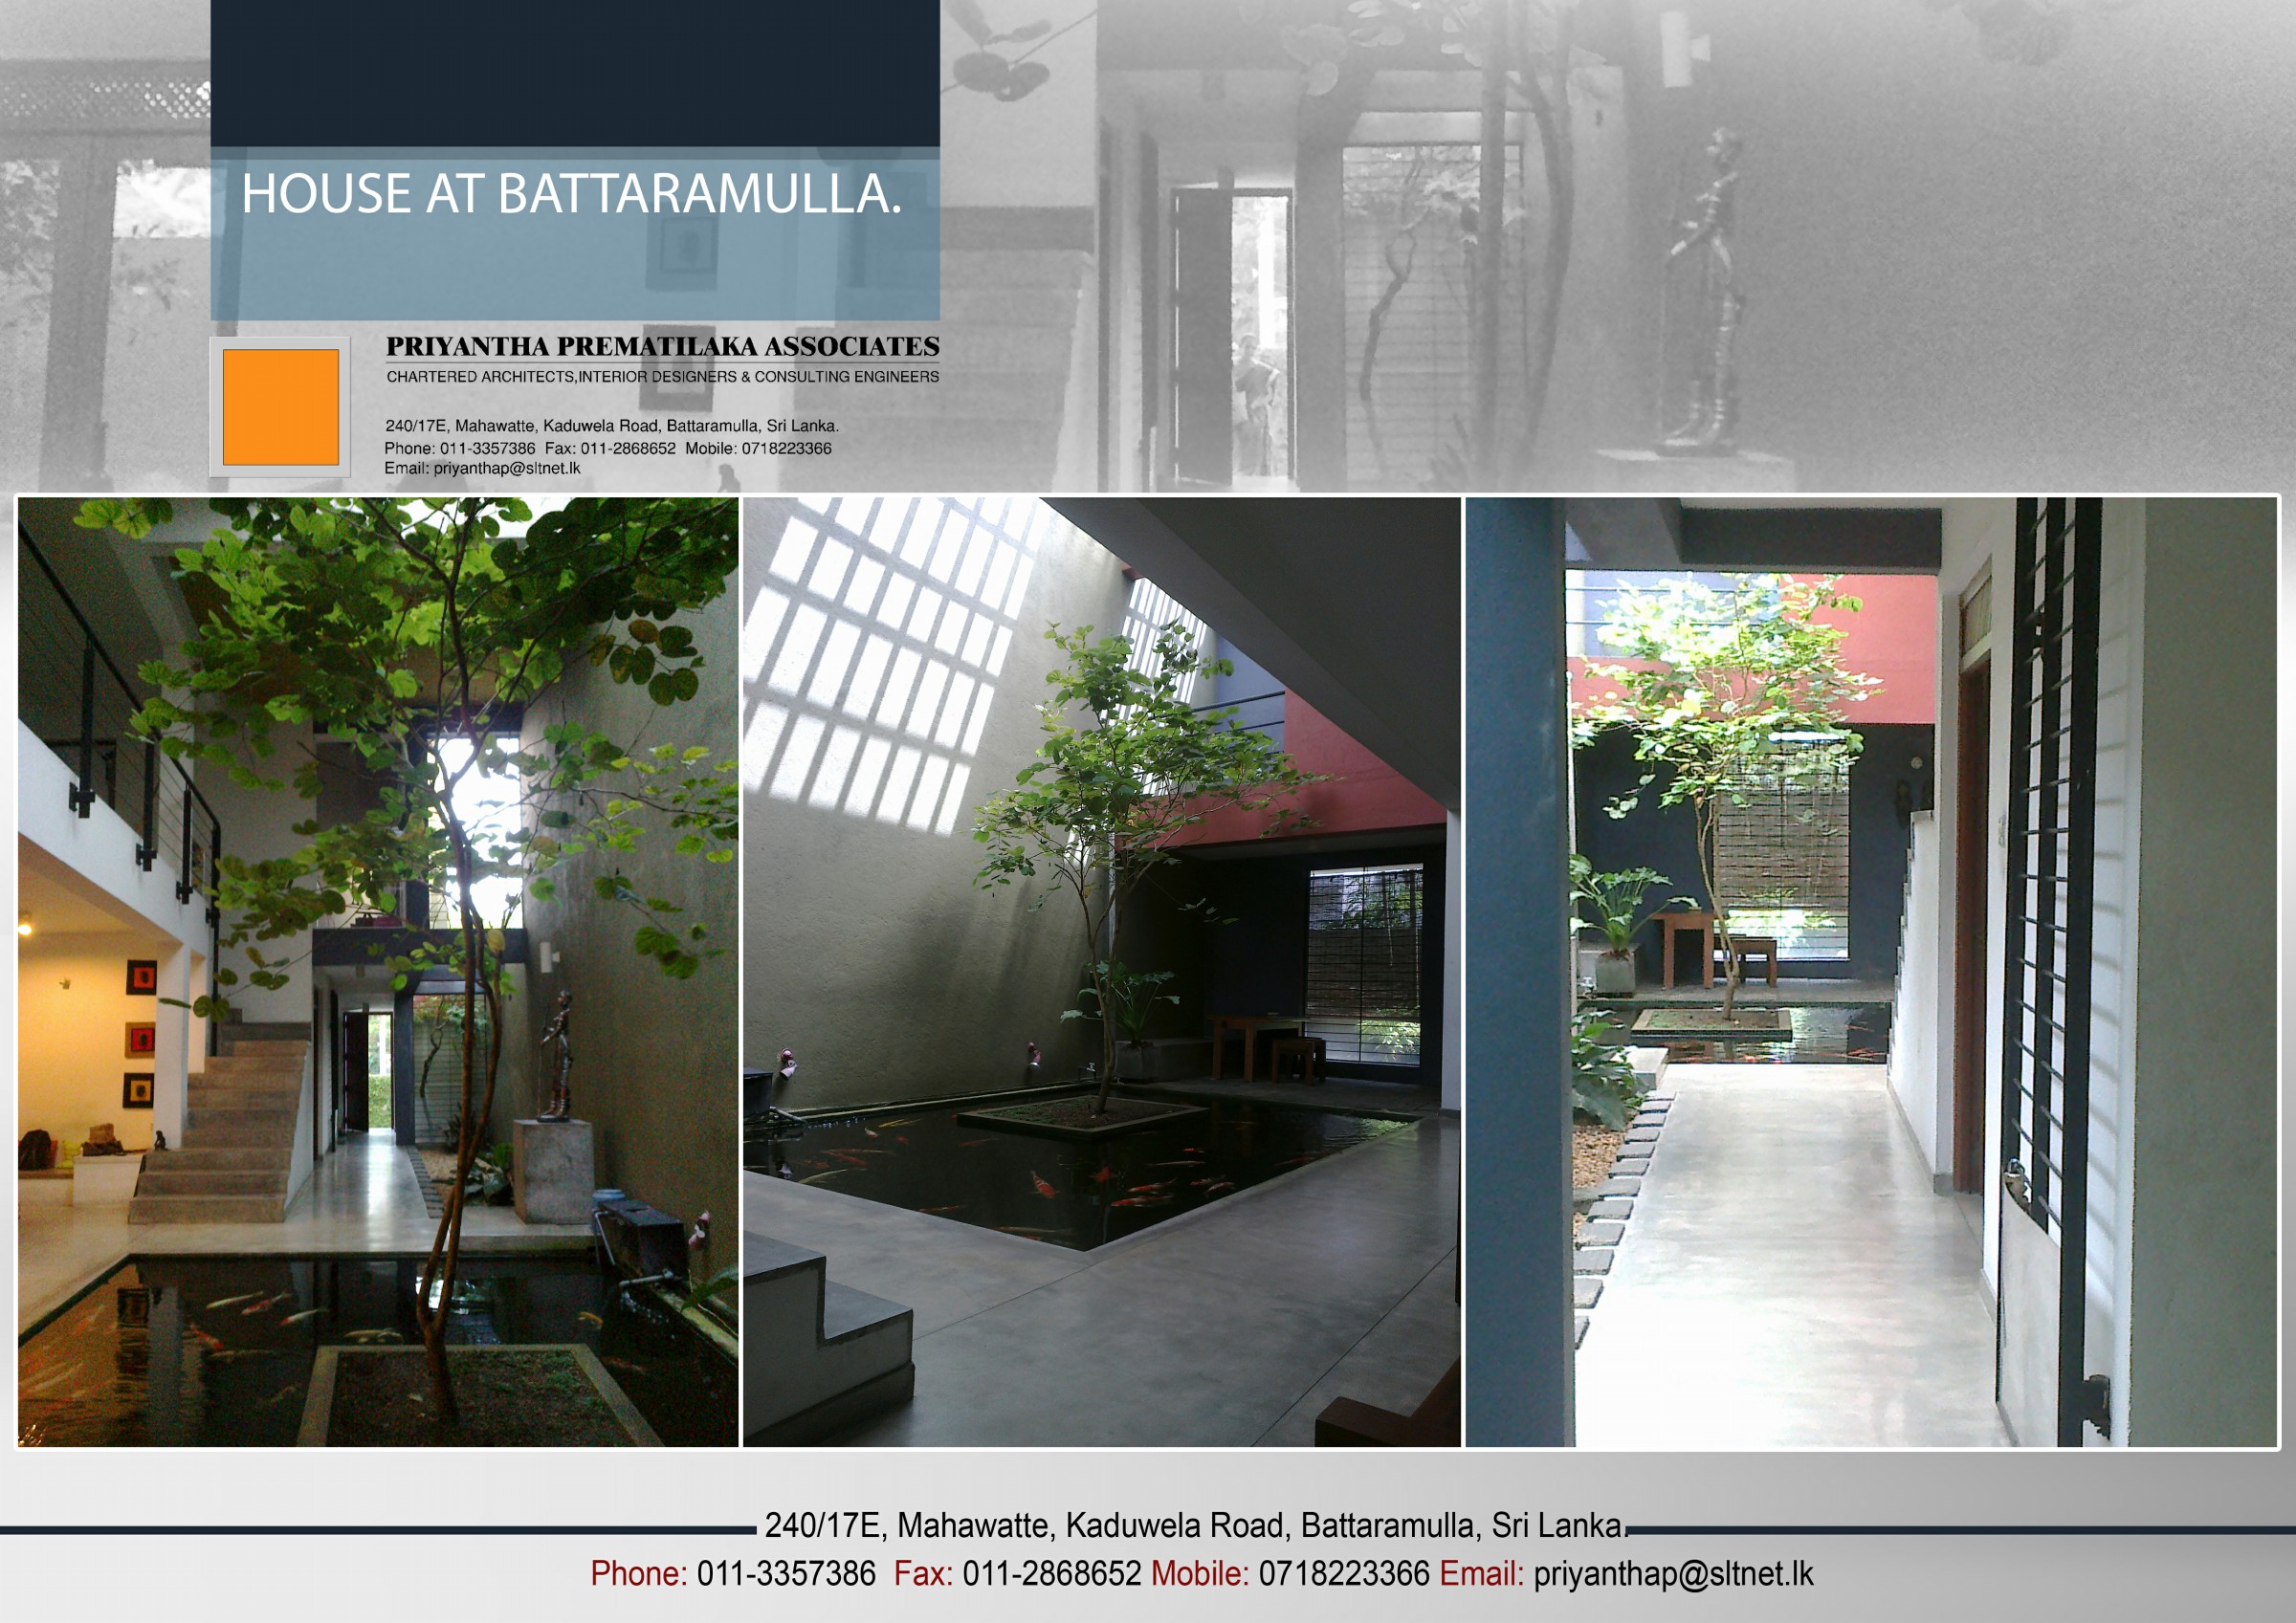 HOUSE AT BATTARAMULLA.
PRIYANTHA PREMATILAKA ASSOCIATES
CHARTERED ARCHITECTS,INTERIOR DESIGNERS & CONSULTING ENGINEERS
240/17E, Mahawatte, Kaduwela Road, Battaramulla, Sri Lanka.
Phone: 011-3357386 Fax: 011-2868652 Mobile: 0718223366
Email: priyanthap@sltnet.lk
240/17E, Mahawatte, Kaduwela Road, Battaramulla, Sri Lanka.
Phone: 011-3357386 Fax: 011-2868652 Mobile: 0718223366 Email: priyanthap@sltnet.lk